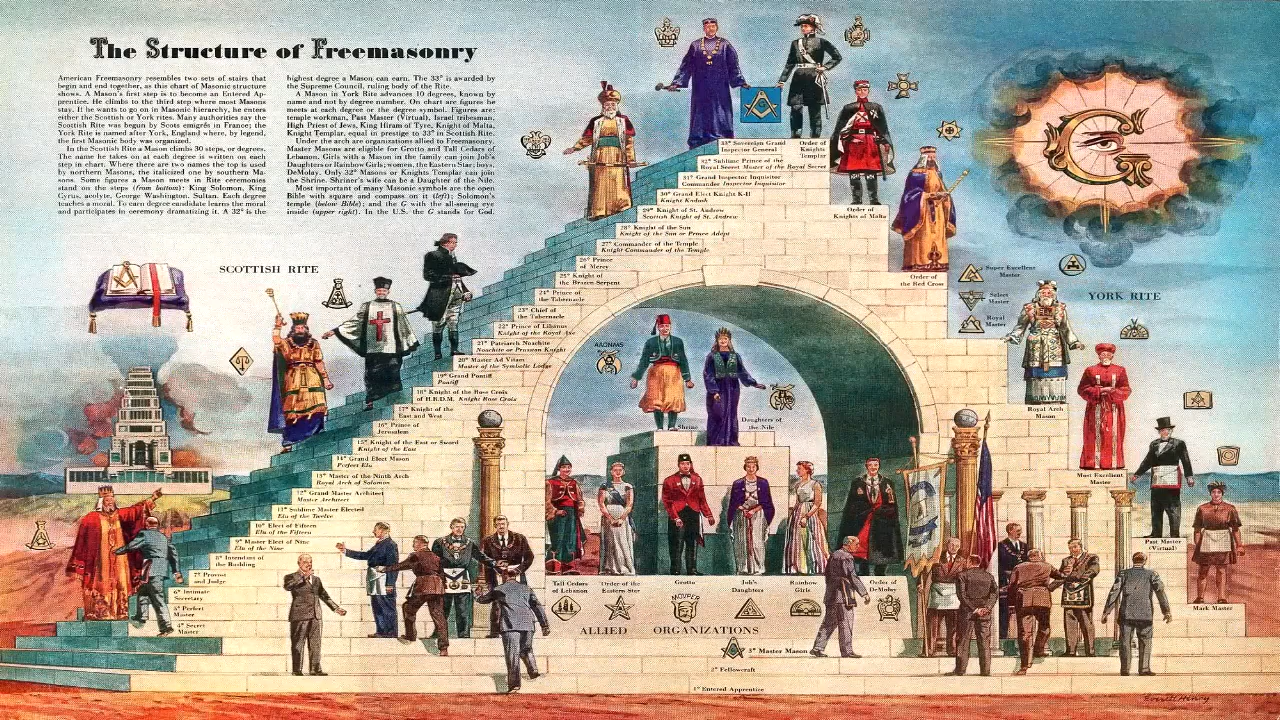 The Structure of Freemasonry
American Freemasonry resembles two sets of stairs that
begin and end together, as this chart of Masonic structure
shows. A Mason's first step is to become an Entered Ap-
prentice. He climbs to the third step where most Masons
stay. If he wants to go on in Masonic hierarchy, he enters
either the Scottish or York rites. Many authorities say the
Scottish Rite was begun by Scots emigrés in France; the
York Rite is named after York, England where, by legend,
the first Masonic body was organized.
In the Scottish Rite a Mason climbs 30 steps, or degrees.
The name he takes on at each degree is written on each
step in chart. Where there are two names the top is used
by northern Masons, the italicized one by southern Ma-
sons. Some figures a Mason meets in Rite ceremonies
stand on the steps (from bottom): King Solomon, King
Cyrus, acolyte, George Washington, Sultan. Each degree
teaches a moral. To earn degree candidate learns the moral
and participates in ceremony dramatizing it. A 32° is the
highest degree a Mason can earn. The 33° is awarded by
the Supreme Council, ruling body of the Rite.
A Mason in York Rite advances 10 degrees, known by
name and not by degree number. On chart are figures he
meets at each degree or the degree symbol. Figures are:
temple workman, Past Master (Virtual), Israel tribesman,
High Priest of Jews, King Hiram of Tyre, Knight of Malta,
Knight Templar, equal in prestige to 33° in Scottish Rite.
Under the arch are organizations allied to Freemasonry.
Master Masons are eligible for Grotto and Tall Cedars of
Lebanon. Girls with a Mason in the family can join Job's
Daughters or Rainbow Girls; women, the Eastern Star; boys,
DeMolay. Only 32° Masons or Knights Templar can join
the Shrine. Shriner's wife can be a Daughter of the Nile.
Most important of many Masonic symbols are the open
Bible with square and compass on it (left); Solomon's
temple (below Bible); and the G with the all-seeing eye
inside (upper right). In the U.S. the G stands for God.
G
33° Sovereign Grand
Inspector General
Order of
Knights
Templar
32° Sublime Prince of the
Royal Secret Master of the Royal Secret
31° Grand Inspector Inquisitor
Commander Inspector Inquisitor
30° Grand Elect Knight K-H
Knight Kadosh
29° Knight of St. Andrew
Scottish Knight of St. Andrew
Order of
Knights of Malta
28° Knight of the Sun
Knight of the Sun or Prince Adept
27° Commander of the Temple
Knight Commander of the Temple
26° Prince
of Mercy
25° Knight of
the Brazen Serpent
Order of
the Red Cross
24° Prince of
the Tabernacle
23° Chief of
the Tabernacle
22° Prince of Libanus
Knight of the Royal Axe
21° Patriarch Noachite
Noachite or Prussian Knight
20° Master Ad Vitam
Master of the Symbolic Lodge
19° Grand Pontiff
Pontiff
18° Knight of the Rose Croix
of H.R.D.M. Knight Rose Croix
17° Knight of the
East and West
16° Prince of
Jerusalem
15° Knight of the East or Sword
Knight of the East
14° Grand Elect Mason
Perfect Elu
13° Master of the Ninth Arch
Royal Arch of Solomon
12° Grand Master Architect
Master Architect
11° Sublime Master Elected
Elu of the Twelve
10° Elect of Fifteen
Elu of the Fifteen
9° Master Elect of Nine
Elu of the Nine
8° Intendant of
the Building
7° Provost
and Judge
6° Intimate
Secretary
5° Perfect
Master
4° Secret
Master
SCOTTISH RITE
YORK RITE
Super Excellent
Master
Select
Master
Royal
Master
Royal Arch
Mason
Most Excellent
Master
Past Master
(Virtual)
Mark Master
AAONMS
Shrine
Daughters of
the Nile
Tall Cedars
of Lebanon
Order of the
Eastern Star
Grotto
Job's
Daughters
Rainbow
Girls
Order of
DeMolay
MOVPER
ALLIED ORGANIZATIONS
3° Master Mason
2° Fellowcraft
1° Entered Apprentice